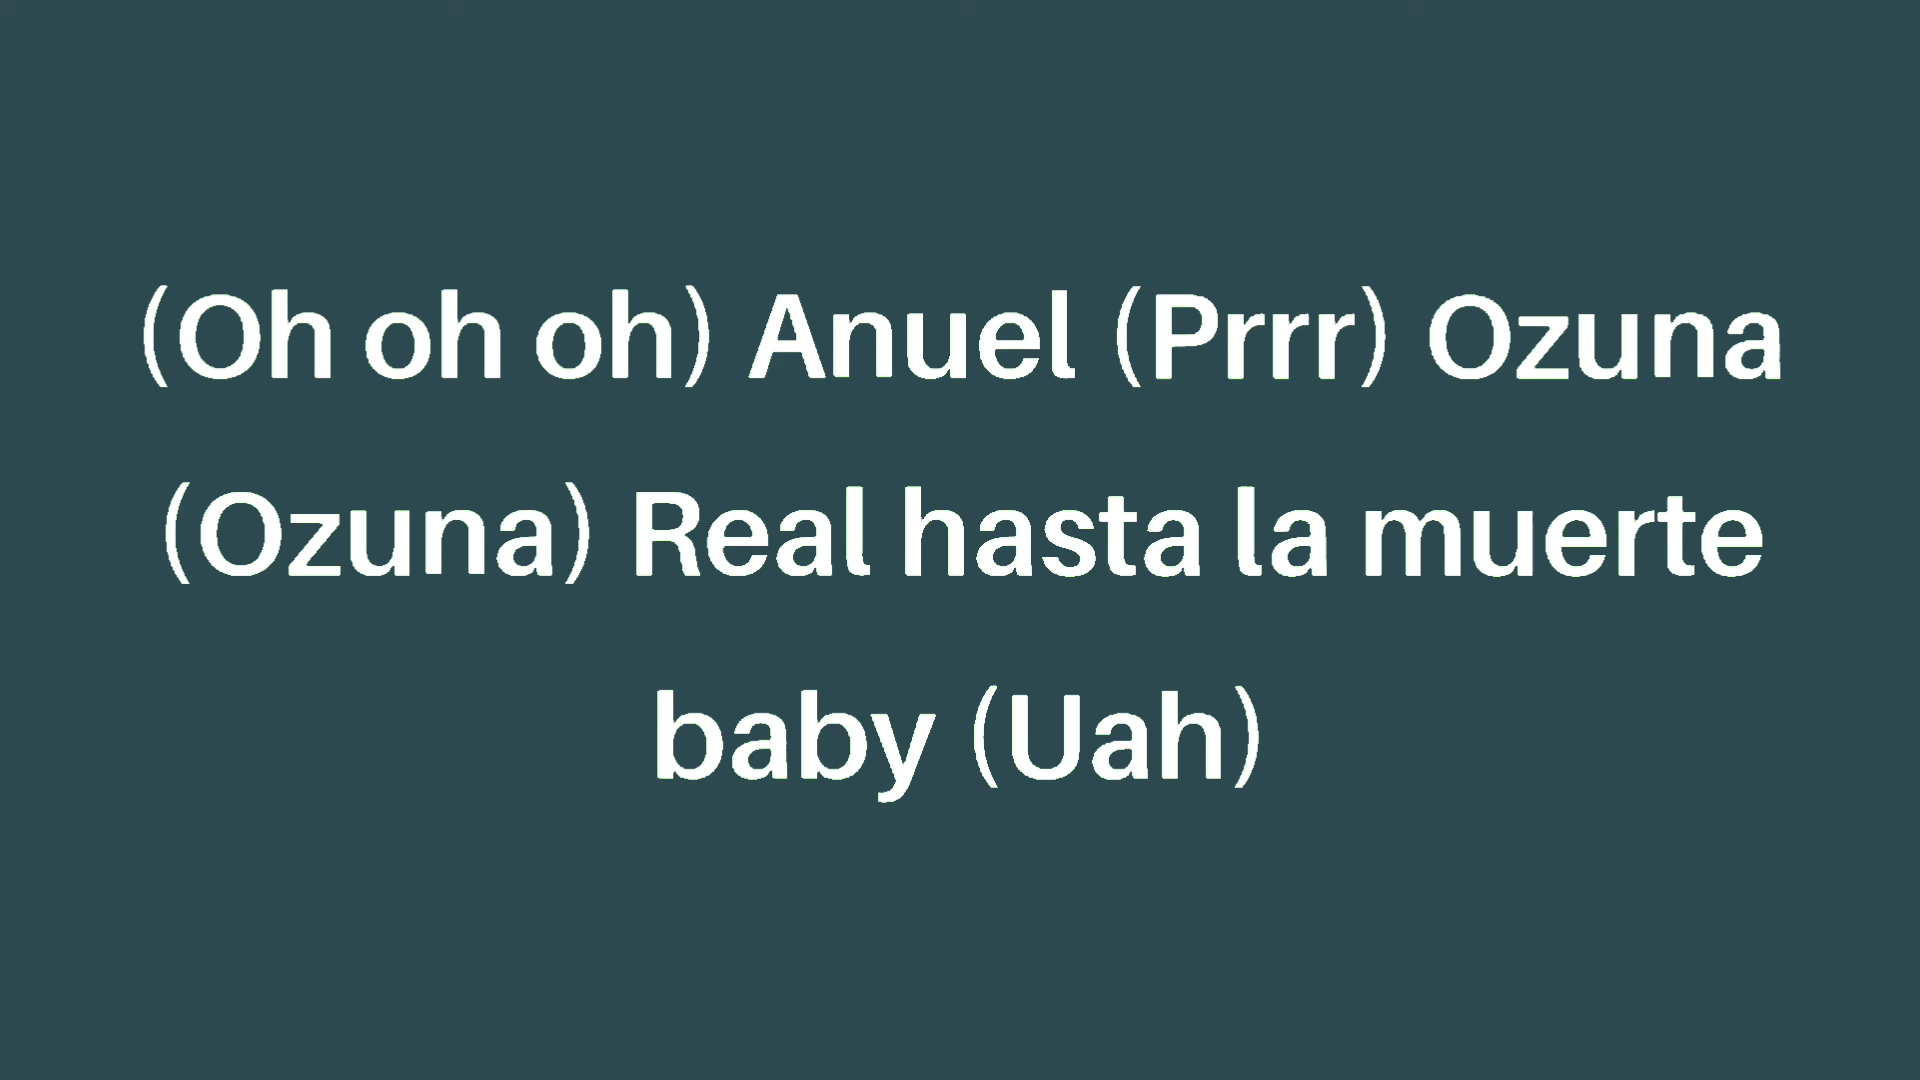 (Oh oh oh) Anuel (Prrr) Ozuna
(Ozuna) Real hasta la muerte
baby (Uah)